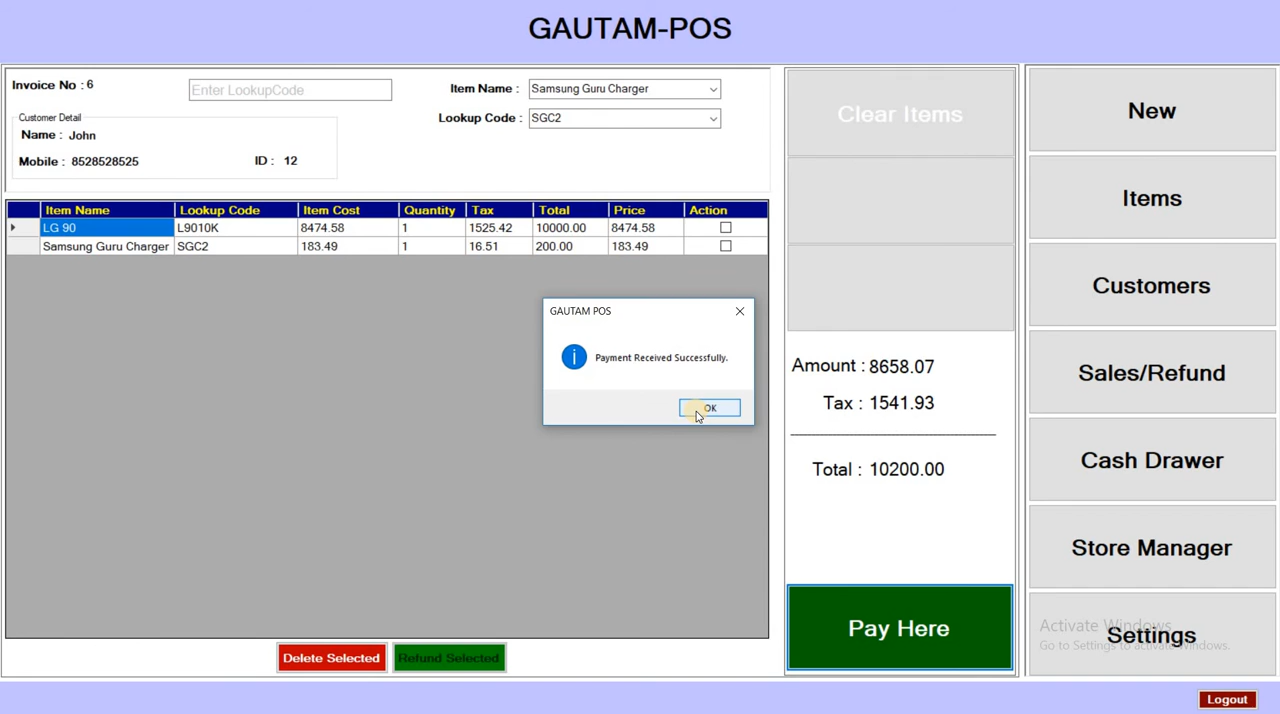 GAUTAM-POS
Invoice No : 6
Enter LookupCode
Item Name : Samsung Guru Charger
Lookup Code : SGC2
Customer Detail
Name : John
Mobile : 8528528525 ID : 12
Item Name Lookup Code Item Cost Quantity Tax Total Price Action
LG 90 L9010K 8474.58 1 1525.42 10000.00 8474.58
Samsung Guru Charger SGC2 183.49 1 16.51 200.00 183.49
GAUTAM POS
Payment Received Successfully.
OK
Delete Selected
Refund Selected
Clear Items
Amount : 8658.07
Tax : 1541.93
Total : 10200.00
Pay Here
New
Items
Customers
Sales/Refund
Cash Drawer
Store Manager
Settings
Activate Windows
Go to Settings to activate Windows.
Logout